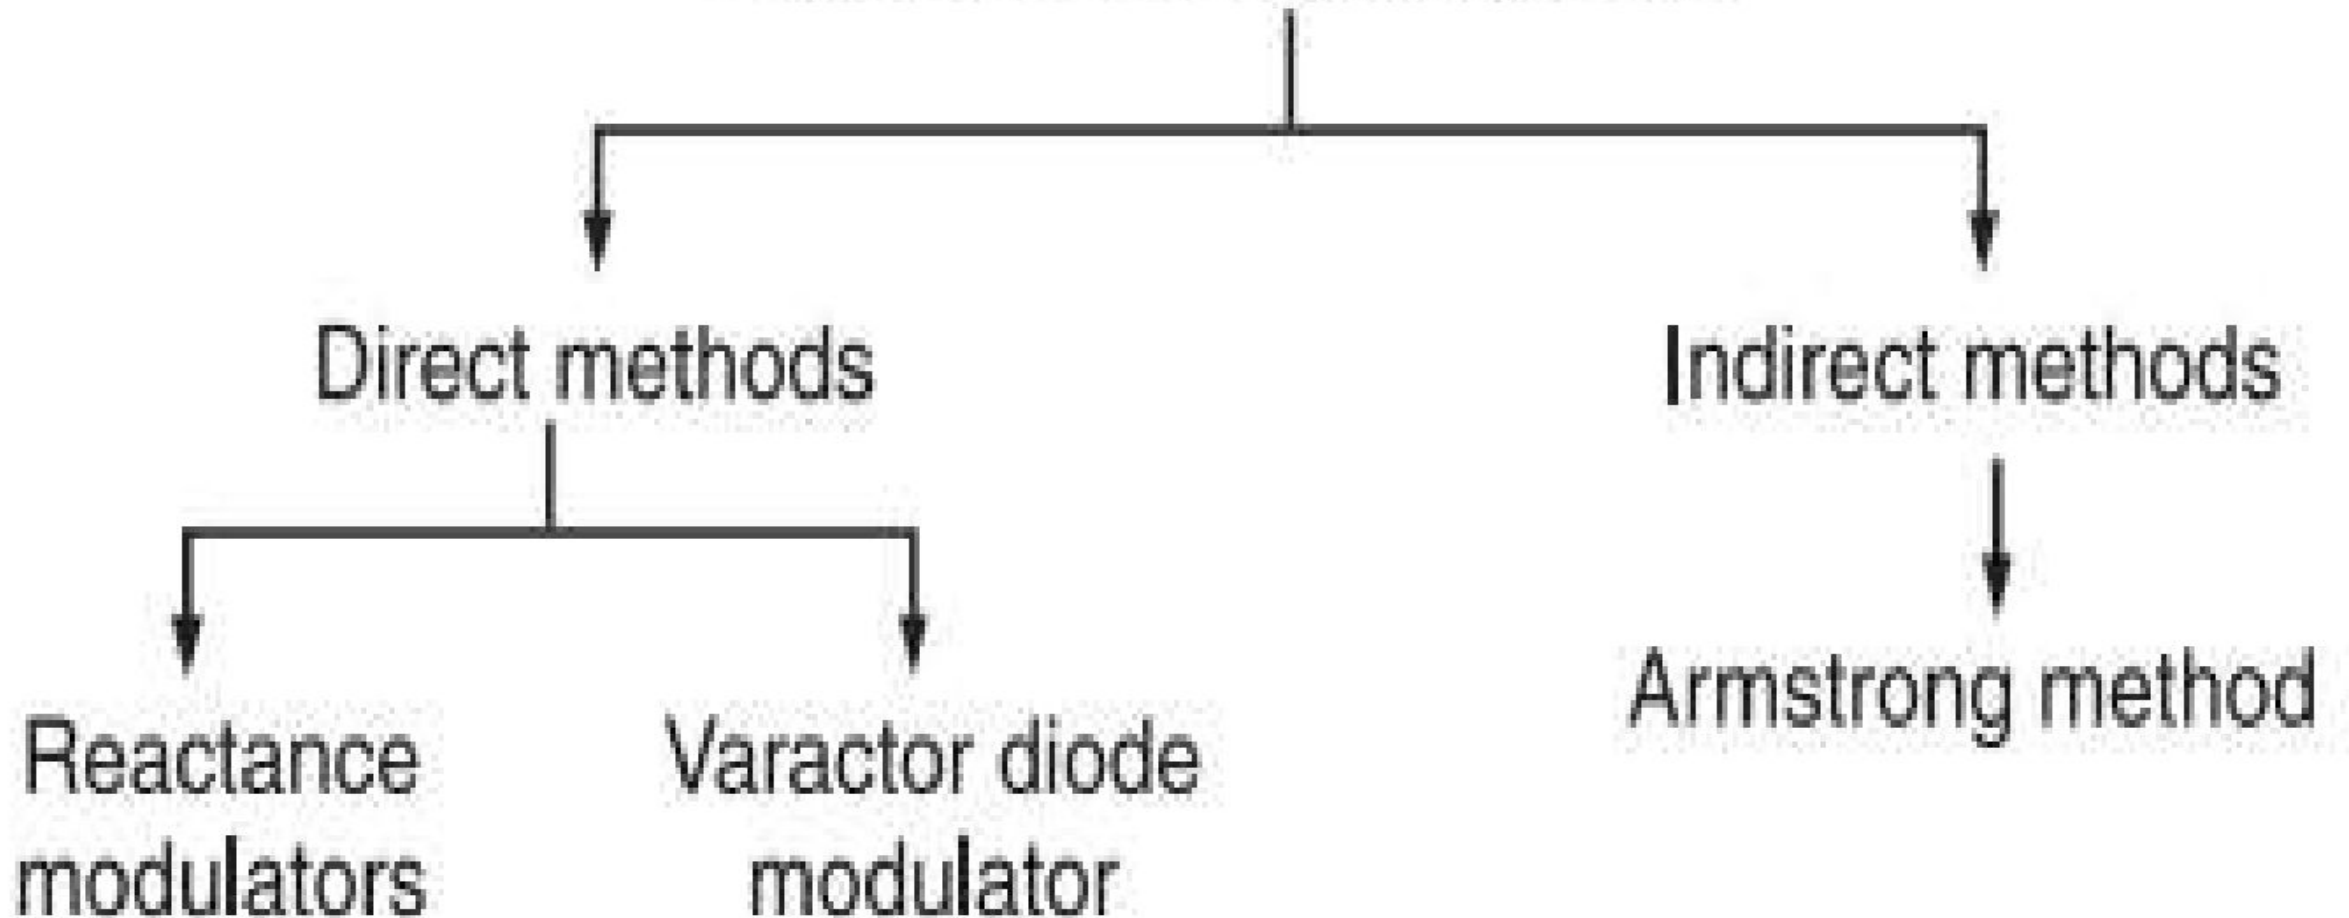 Direct methods
Indirect methods
Armstrong method
Reactance
modulators
Varactor diode
modulator